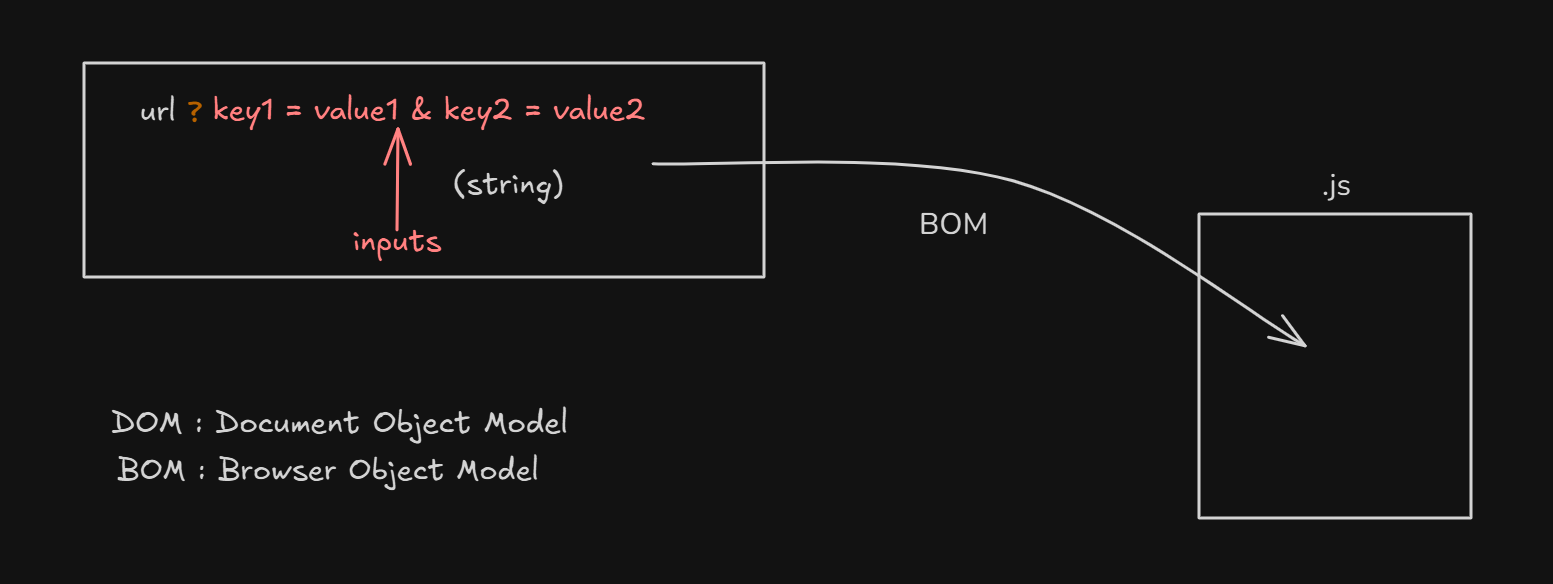 url ? key1 = value1 & key2 = value2
(string)
inputs
BOM
.js
DOM : Document Object Model
BOM : Browser Object Model